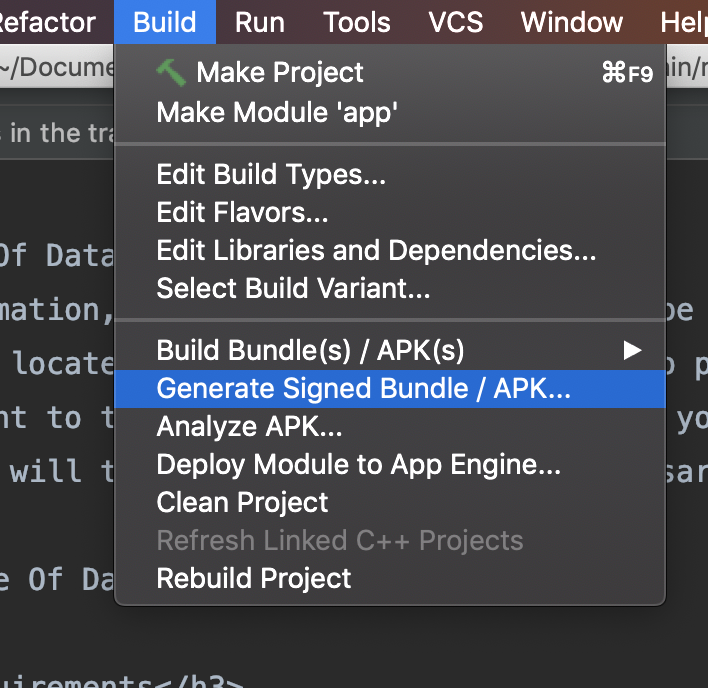 Refactor Build Run Tools VCS Window Help
~/Docume
in the tra
Make Project ⌘F9
Make Module 'app'
Edit Build Types...
Edit Flavors...
Of Data
Edit Libraries and Dependencies...
Select Build Variant...
mation, be
Build Bundle(s) / APK(s) ▶
locate p
Generate Signed Bundle / APK...
nt to t yo
Analyze APK...
Deploy Module to App Engine...
will t sar
Clean Project
Refresh Linked C++ Projects
Rebuild Project
e Of Da
uirements</h3>